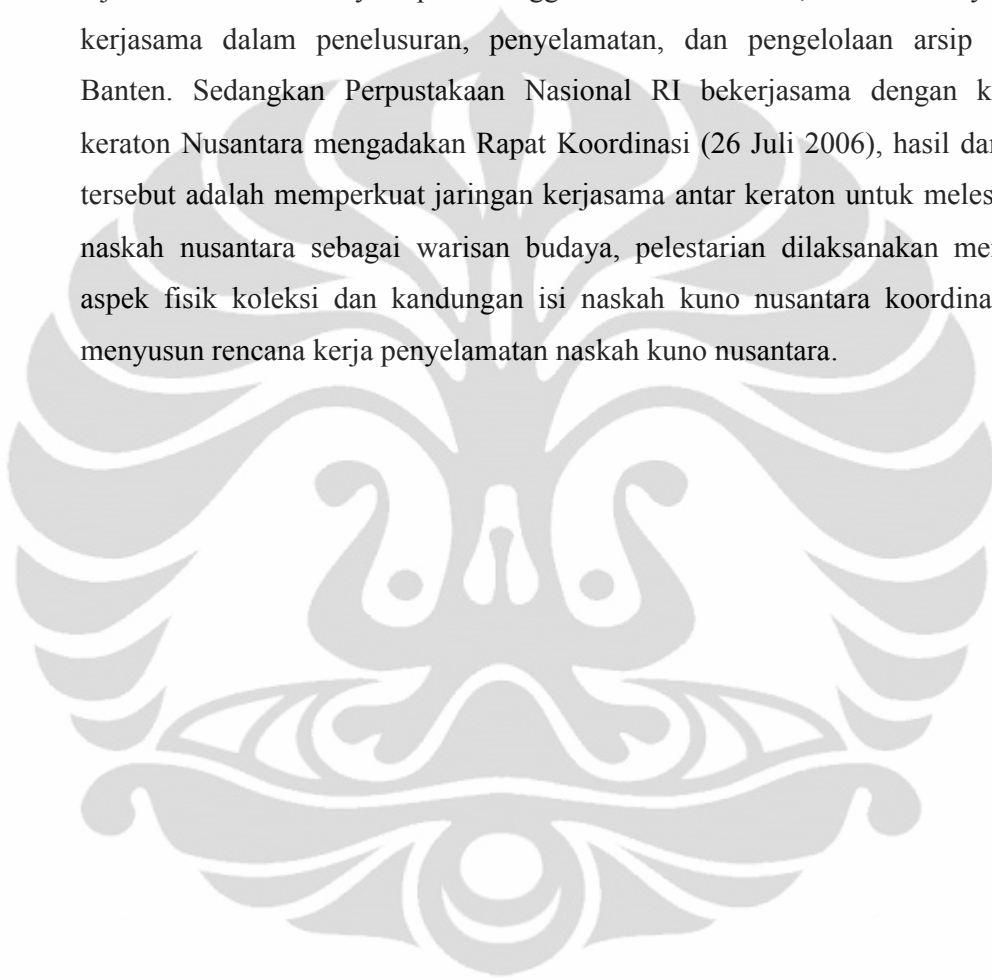 kerjasama dalam penelusuran, penyelamatan, dan pengelolaan arsip
Banten. Sedangkan Perpustakaan Nasional RI bekerjasama dengan
keraton Nusantara mengadakan Rapat Koordinasi (26 Juli 2006), hasil
tersebut adalah memperkuat jaringan kerjasama antar keraton untuk
naskah nusantara sebagai warisan budaya, pelestarian dilaksanakan
aspek fisik koleksi dan kandungan isi naskah kuno nusantara
menyusun rencana kerja penyelamatan naskah kuno nusantara.